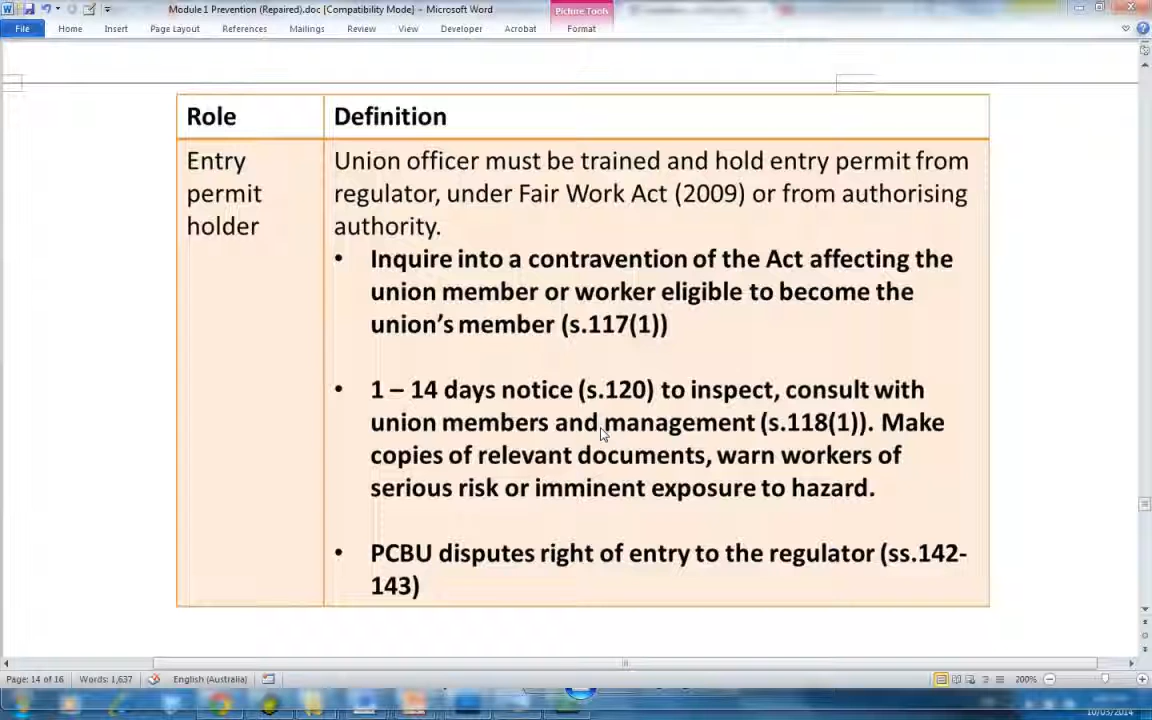 Module 1 Prevention (Repaired).doc [Compatibility Mode] – Microsoft Word
Picture Tools
File Home Insert Page Layout References Mailings Review View Developer Acrobat Format
Role Definition
Entry permit holder
Union officer must be trained and hold entry permit from
regulator, under Fair Work Act (2009) or from authorising
authority.
• Inquire into a contravention of the Act affecting the
union member or worker eligible to become the
union's member (s.117(1))
• 1 – 14 days notice (s.120) to inspect, consult with
union members and management (s.118(1)). Make
copies of relevant documents, warn workers of
serious risk or imminent exposure to hazard.
• PCBU disputes right of entry to the regulator (ss.142-
143)
Page: 14 of 16 Words: 1,637 English (Australia) 200%
10/03/2014